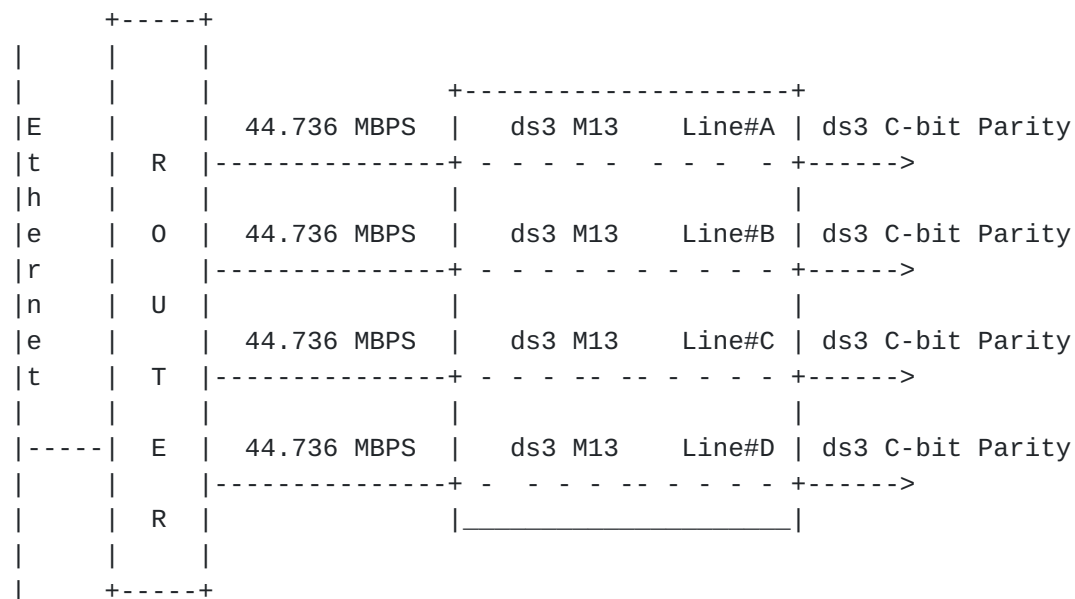 +-----+
|     |     |
|     |     |               +---------------------+
|E    |     |  44.736 MBPS  |   ds3 M13    Line#A | ds3 C-bit Parity
|t    |  R  |---------------+ - - - - -  - - -  - +------>
|h    |     |               |                     |
|e    |  O  |  44.736 MBPS  |   ds3 M13    Line#B | ds3 C-bit Parity
|r    |     |---------------+ - - - - - - - - - - +------>
|n    |  U  |               |                     |
|e    |     |  44.736 MBPS  |   ds3 M13    Line#C | ds3 C-bit Parity
|t    |  T  |---------------+ - - - -- -- - - - - +------>
|     |     |               |                     |
|-----|  E  |  44.736 MBPS  |   ds3 M13    Line#D | ds3 C-bit Parity
|     |     |---------------+ -  - - - -- - - - - +------>
|     |  R  |               |_____________________|
|     |     |
|     +-----+